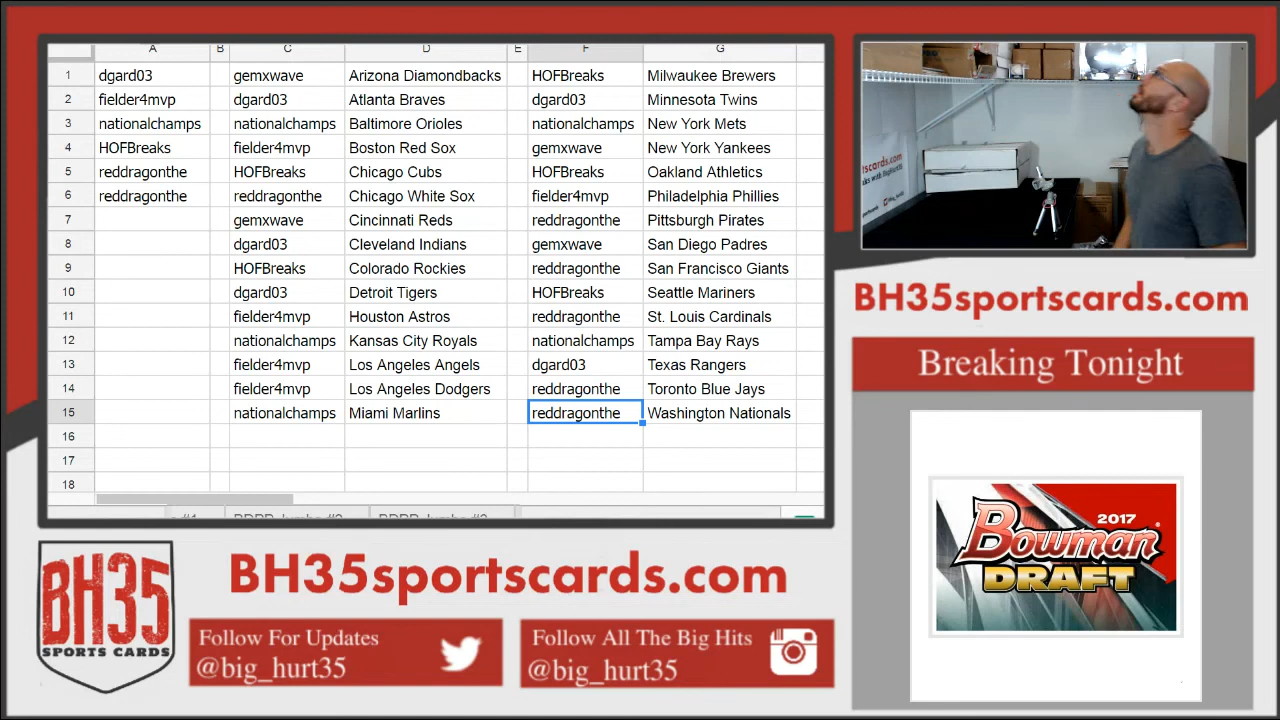 A B C D E F G
1 dgard03 gemxwave Arizona Diamondbacks HOFBreaks Milwaukee Brewers
2 fielder4mvp dgard03 Atlanta Braves dgard03 Minnesota Twins
3 nationalchamps nationalchamps Baltimore Orioles nationalchamps New York Mets
4 HOFBreaks fielder4mvp Boston Red Sox gemxwave New York Yankees
5 reddragonthe HOFBreaks Chicago Cubs HOFBreaks Oakland Athletics
6 reddragonthe reddragonthe Chicago White Sox fielder4mvp Philadelphia Phillies
7 gemxwave Cincinnati Reds reddragonthe Pittsburgh Pirates
8 dgard03 Cleveland Indians gemxwave San Diego Padres
9 HOFBreaks Colorado Rockies reddragonthe San Francisco Giants
10 dgard03 Detroit Tigers HOFBreaks Seattle Mariners
11 fielder4mvp Houston Astros reddragonthe St. Louis Cardinals
12 nationalchamps Kansas City Royals nationalchamps Tampa Bay Rays
13 fielder4mvp Los Angeles Angels dgard03 Texas Rangers
14 fielder4mvp Los Angeles Dodgers reddragonthe Toronto Blue Jays
15 nationalchamps Miami Marlins reddragonthe Washington Nationals
16
17
18
BH35sportscards.com
Breaking Tonight
2017
Bowman
DRAFT
BH35
SPORTS CARDS
BH35sportscards.com
Follow For Updates
@big_hurt35
Follow All The Big Hits
@big_hurt35